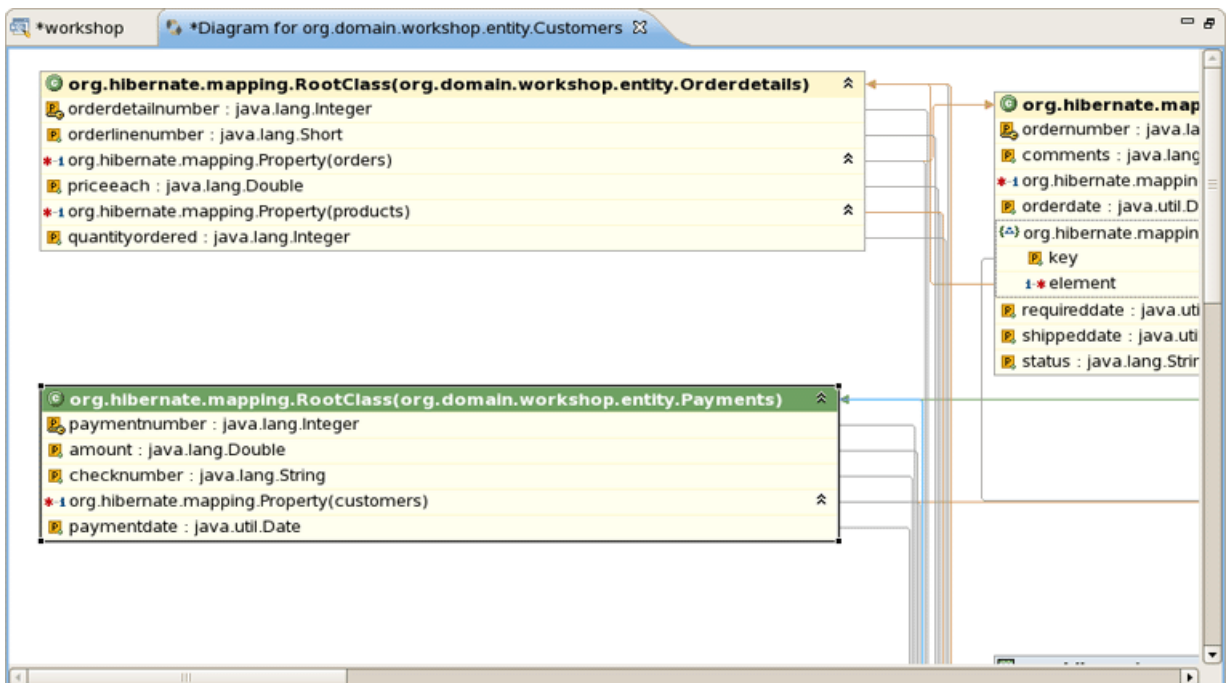 *workshop
*Diagram for org.domain.workshop.entity.Customers
org.hibernate.mapping.RootClass(org.domain.workshop.entity.Orderdetails)
orderdetailnumber : java.lang.Integer
orderlinenumber : java.lang.Short
org.hibernate.mapping.Property(orders)
priceeach : java.lang.Double
org.hibernate.mapping.Property(products)
quantityordered : java.lang.Integer
org.hibernate.map
ordernumber : java.la
comments : java.lang
org.hibernate.mappin
orderdate : java.util.D
org.hibernate.mappin
key
element
requireddate : java.uti
shippeddate : java.uti
status : java.lang.Strin
org.hibernate.mapping.RootClass(org.domain.workshop.entity.Payments)
paymentnumber : java.lang.Integer
amount : java.lang.Double
checknumber : java.lang.String
org.hibernate.mapping.Property(customers)
paymentdate : java.util.Date